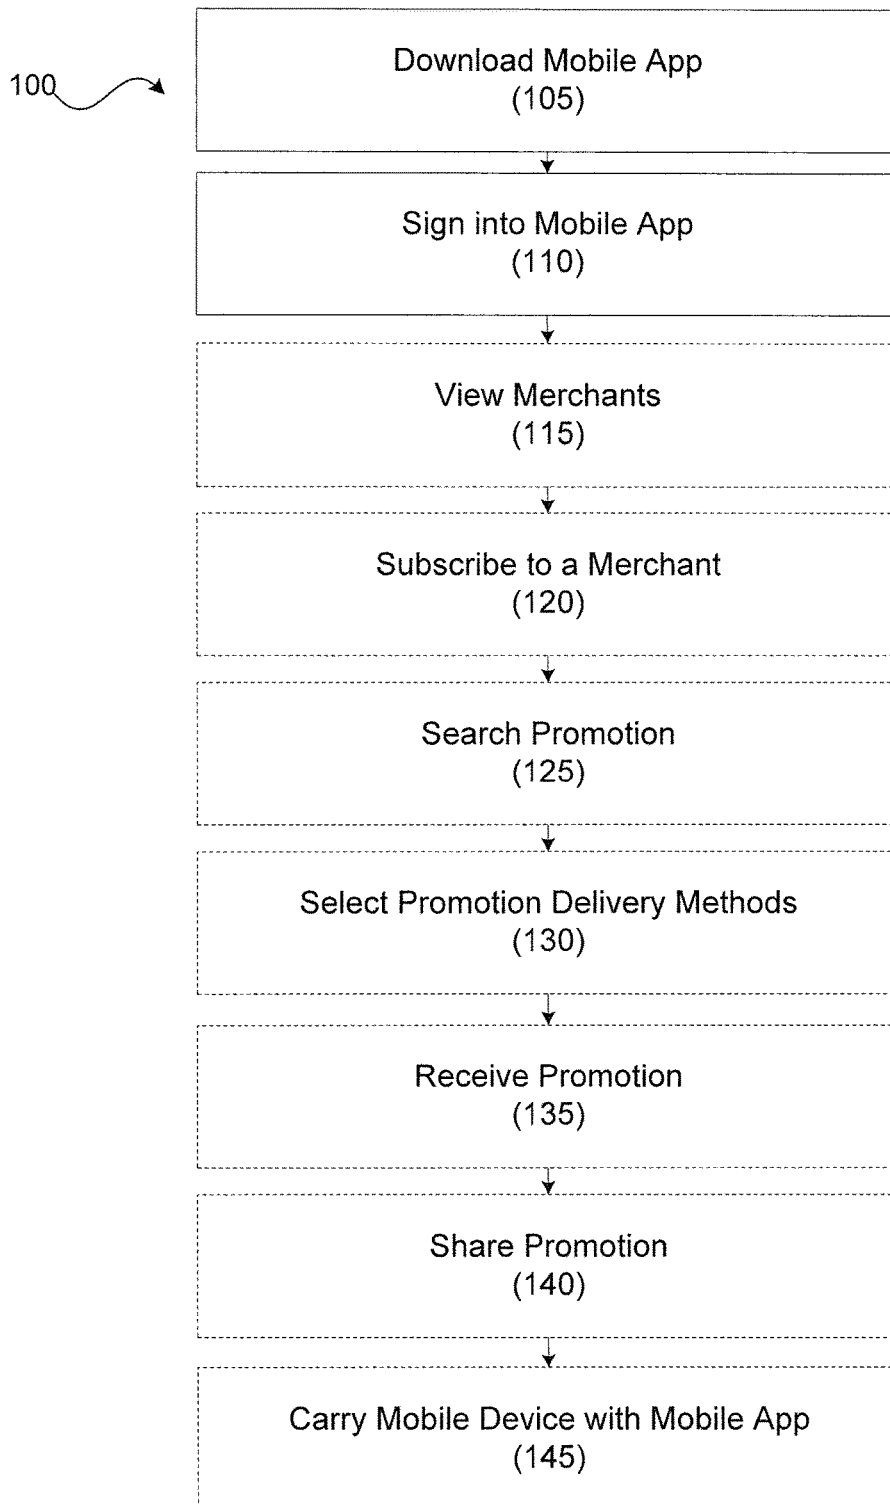 100
Download Mobile App
(105)
Sign into Mobile App
(110)
View Merchants
(115)
Subscribe to a Merchant
(120)
Search Promotion
(125)
Select Promotion Delivery Methods
(130)
Receive Promotion
(135)
Share Promotion
(140)
Carry Mobile Device with Mobile App
(145)